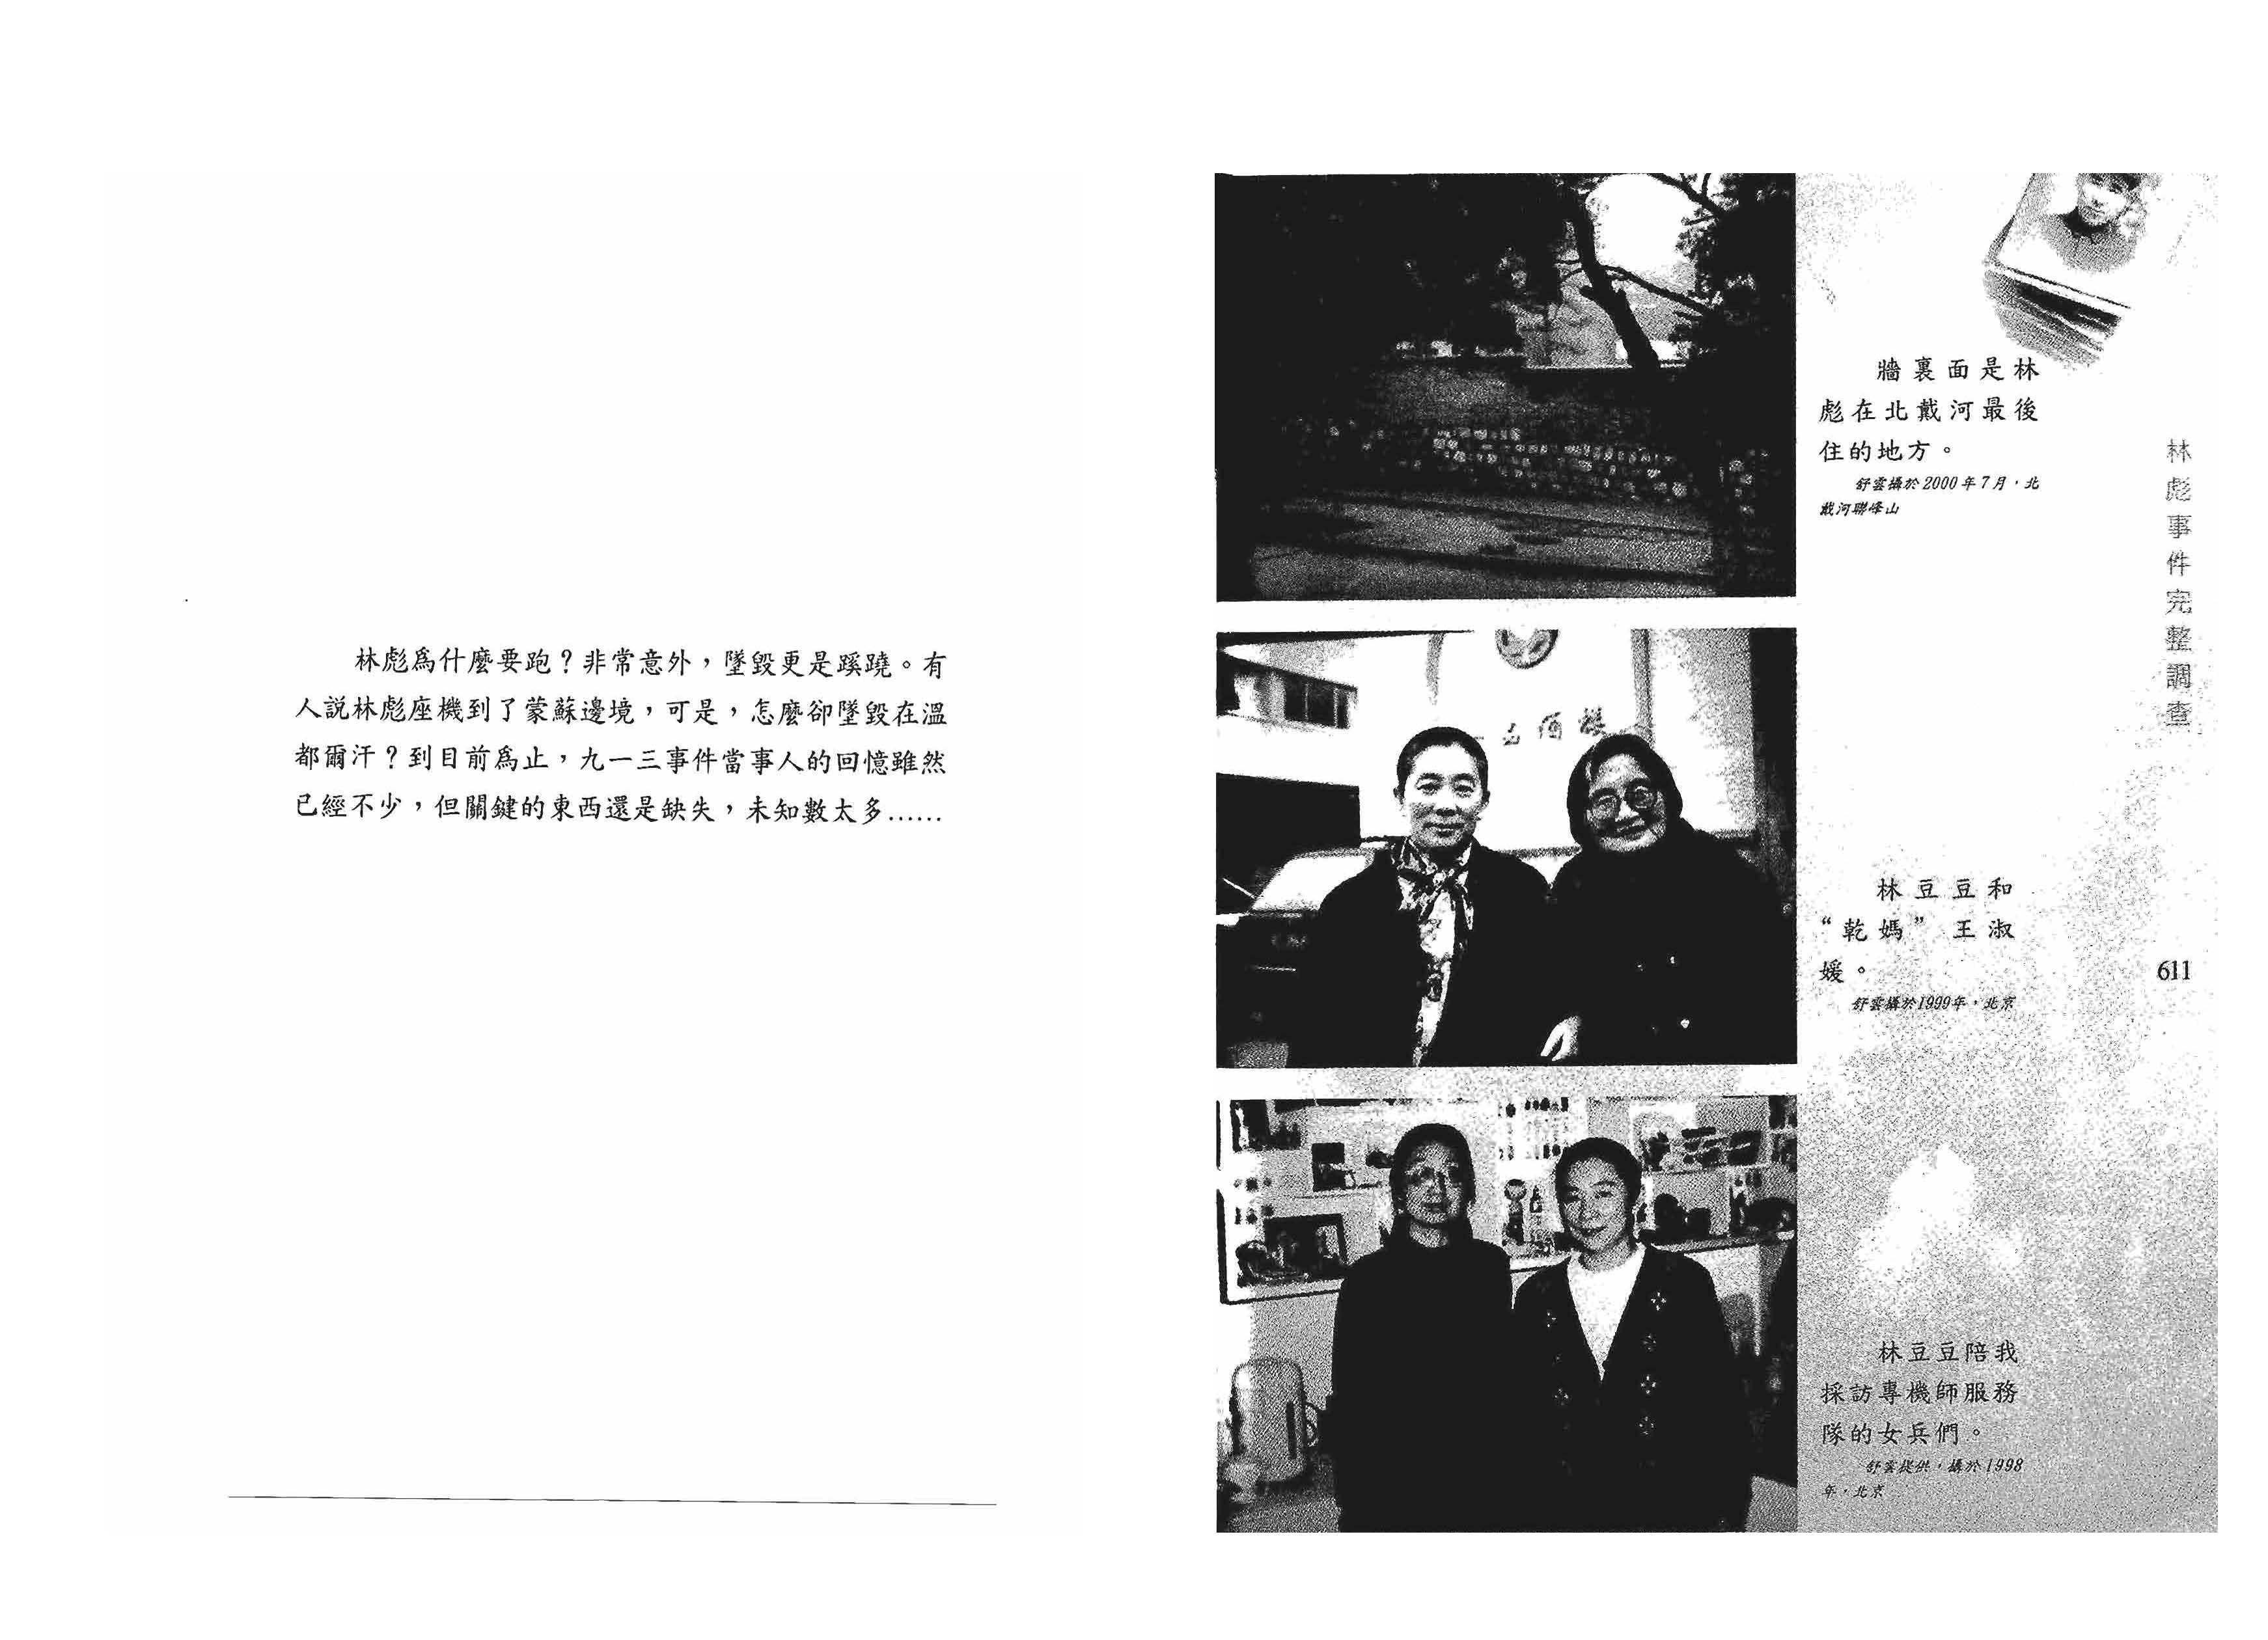 林彪爲什麼要跑？非常意外，墜毀更是蹊蹺。有
人説林彪座機到了蒙蘇邊境，可是，怎麼卻墜毀在溫
都爾汗？到目前爲止，九一三事件當事人的回憶雖然
已經不少，但關鍵的東西還是缺失，未知數太多……
牆裏面是林
彪在北戴河最後
住的地方。
舒雲攝於2000年7月，北
戴河聯峰山
林彪事件完整調查
林豆豆和
“乾媽”王淑
媛。
舒雲攝於1999年，北京
611
林豆豆陪我
採訪專機師服務
隊的女兵們。
舒雲提供，攝於1998
年，北京